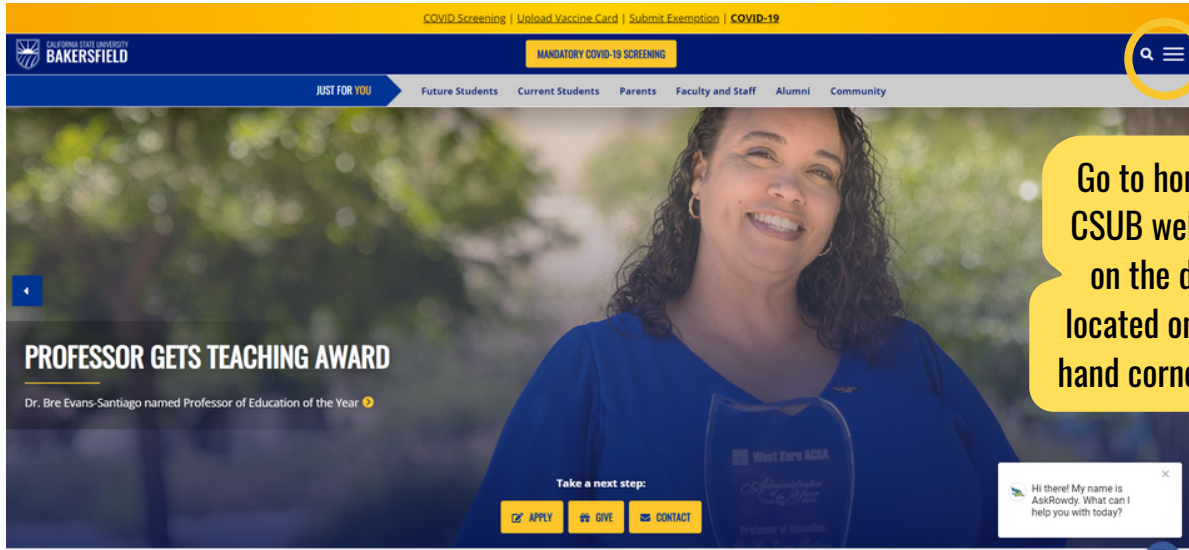 COVID Screening | Upload Vaccine Card | Submit Exemption | COVID-19
CALIFORNIA STATE UNIVERSITY
BAKERSFIELD
MANDATORY COVID-19 SCREENING
JUST FOR YOU
Future Students Current Students Parents Faculty and Staff Alumni Community
Go to
CSUB
on the
located
hand
PROFESSOR GETS TEACHING AWARD
Dr. Bre Evans-Santiago named Professor of Education of the Year
West Kern ACSA
Administrator
of the
Professor of Education
Take a next step:
APPLY GIVE CONTACT
Hi there! My name is
AskRowdy. What can I
help you with today?